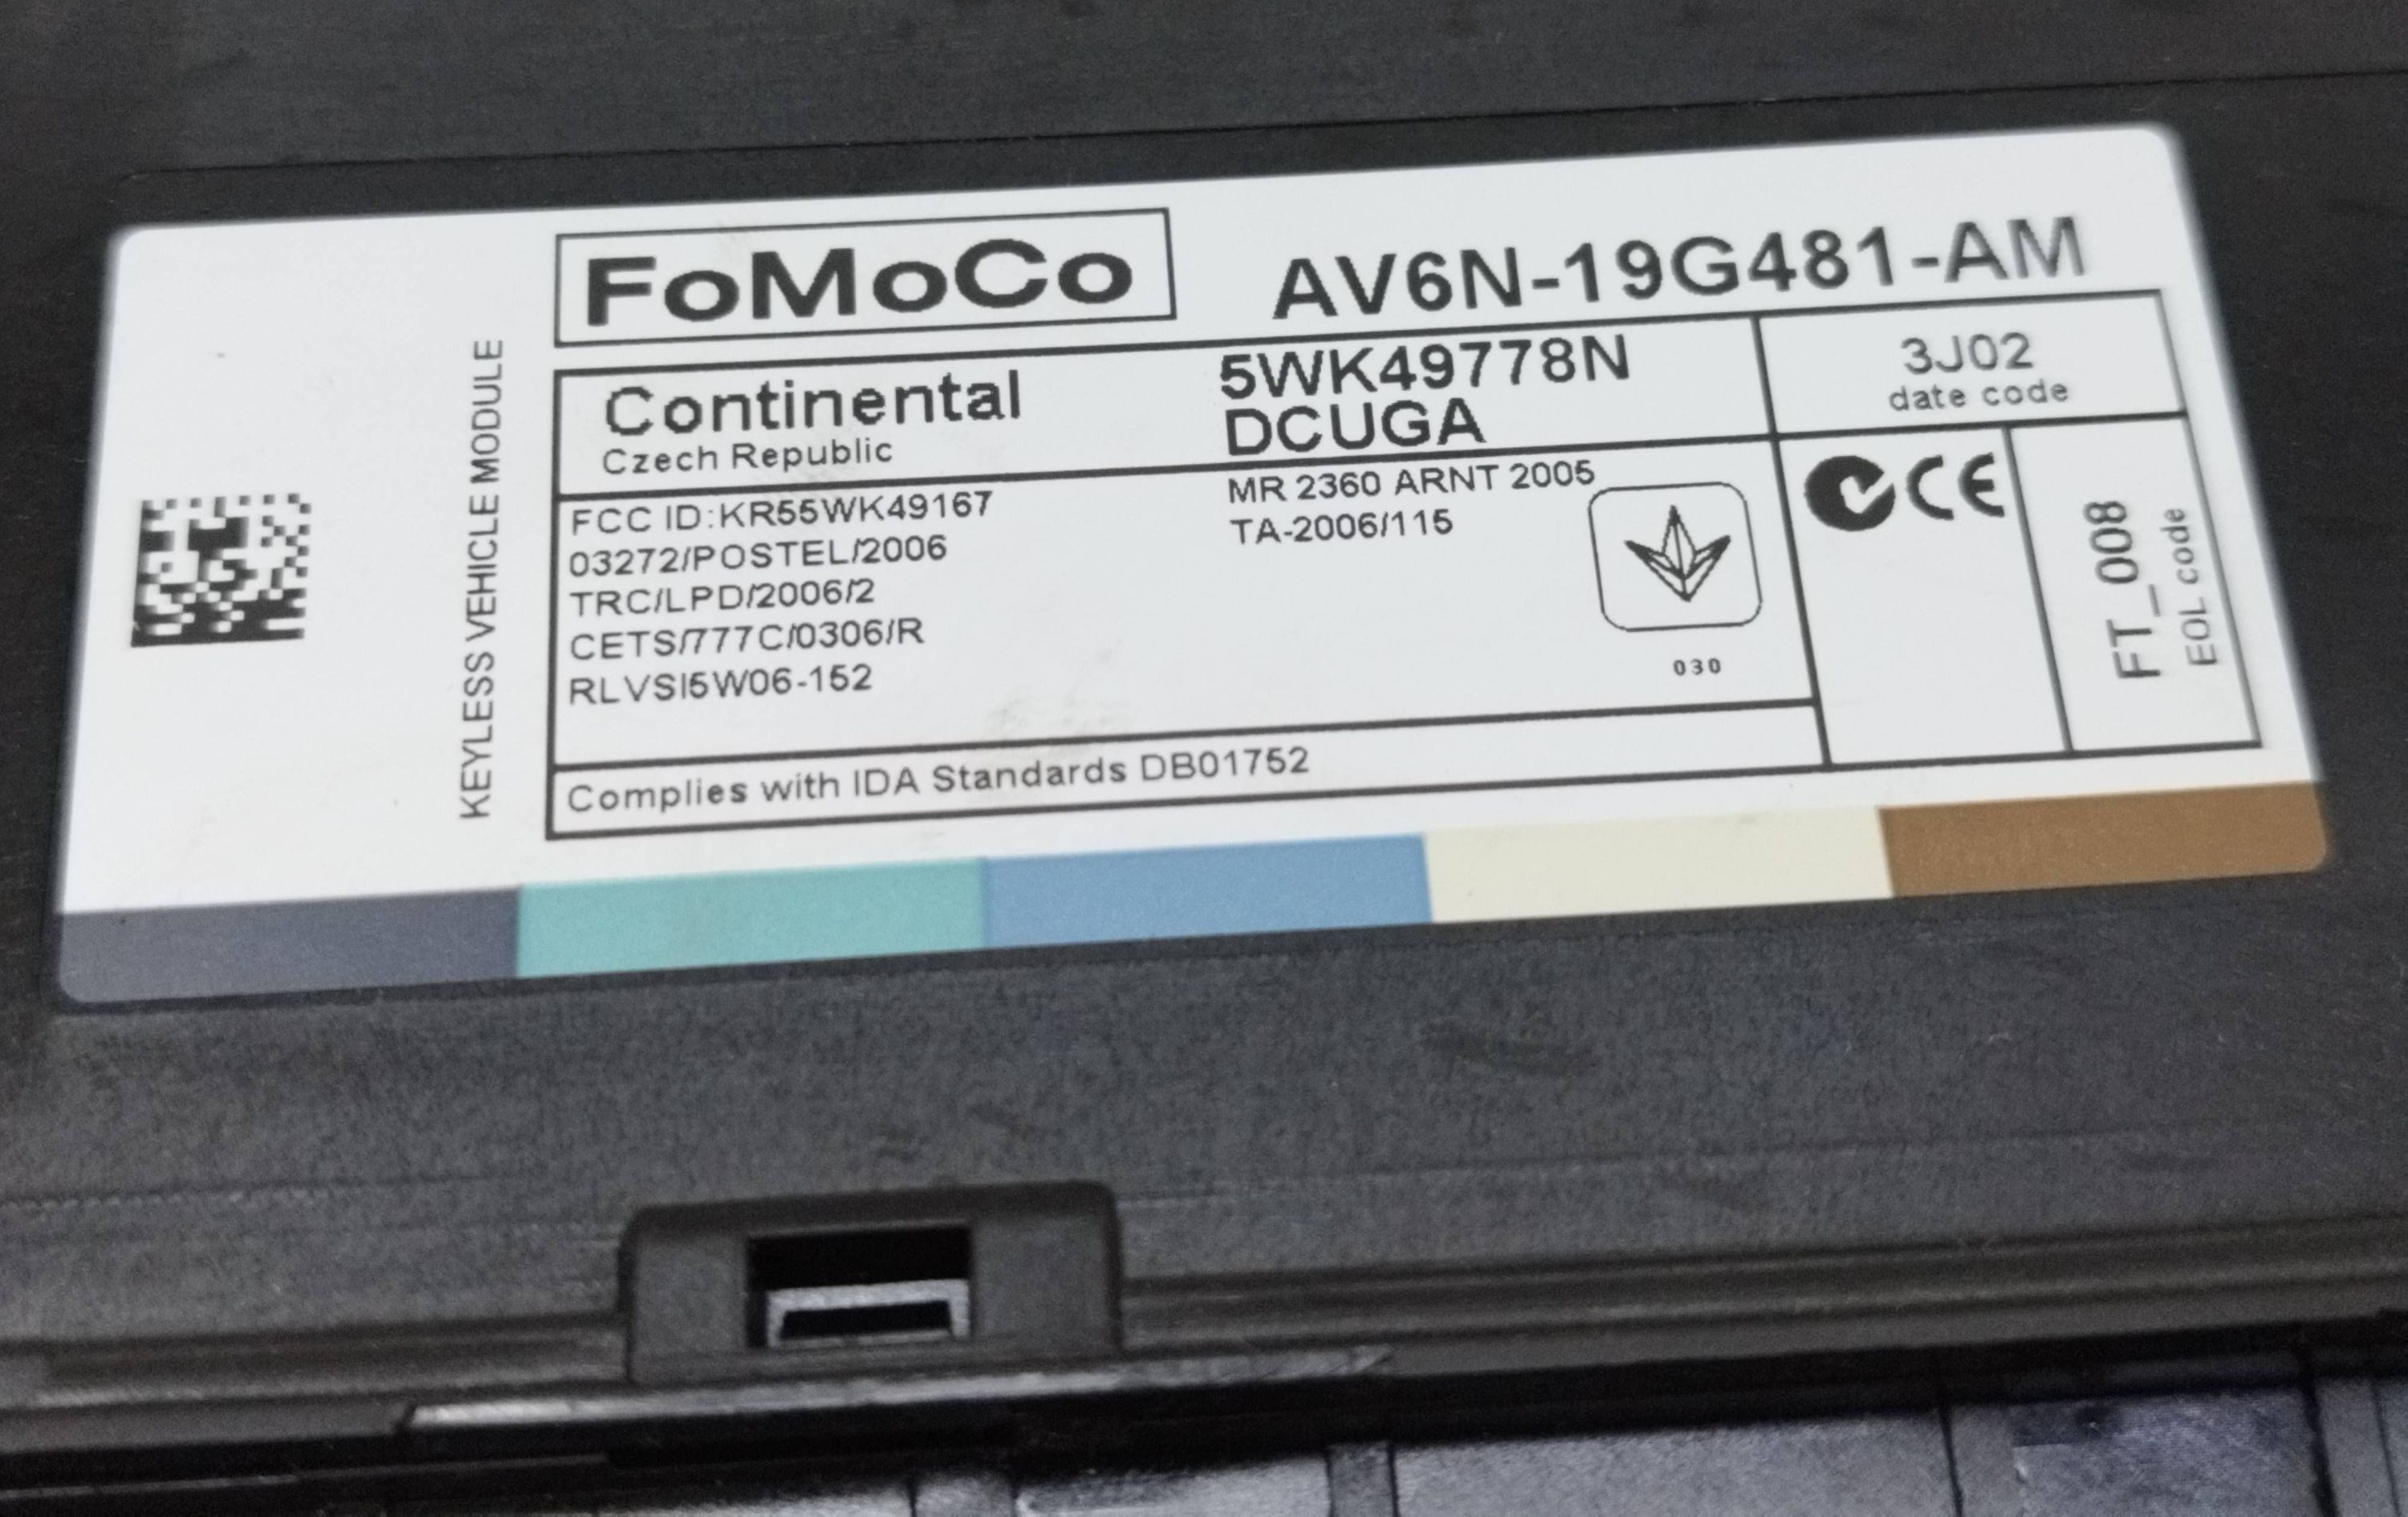 FoMoCo
AV6N-19G481-AM
KEYLESS VEHICLE MODULE
Continental
Czech Republic
5WK49778N
DCUGA
3J02
date code
FCC ID:KR55WK49167
03272/POSTEL/2006
TRC/LPD/2006/2
CETS/777C/0306/R
RLVSI5W06-152
MR 2360 ARNT 2005
TA-2006/115
030
CE
FT_008
EOL code
Complies with IDA Standards DB01752